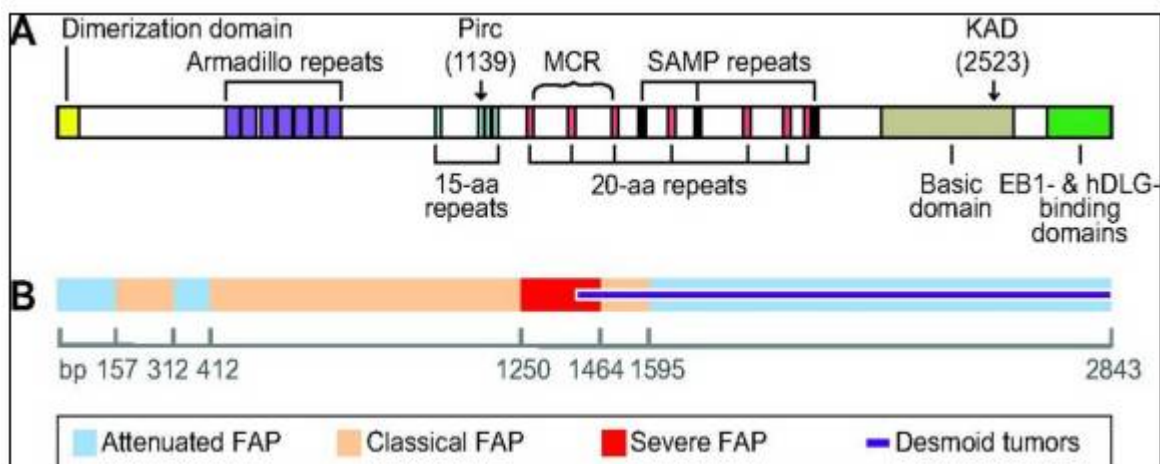 A
Dimerization domain
Pirc
KAD
Armadillo repeats
(1139)
MCR
SAMP repeats
(2523)
15-aa
repeats
20-aa repeats
Basic
domain
EB1- & hDLG-
binding
domains
B
bp 157 312 412 1250 1464 1595 2843
Attenuated FAP Classical FAP Severe FAP Desmoid tumors